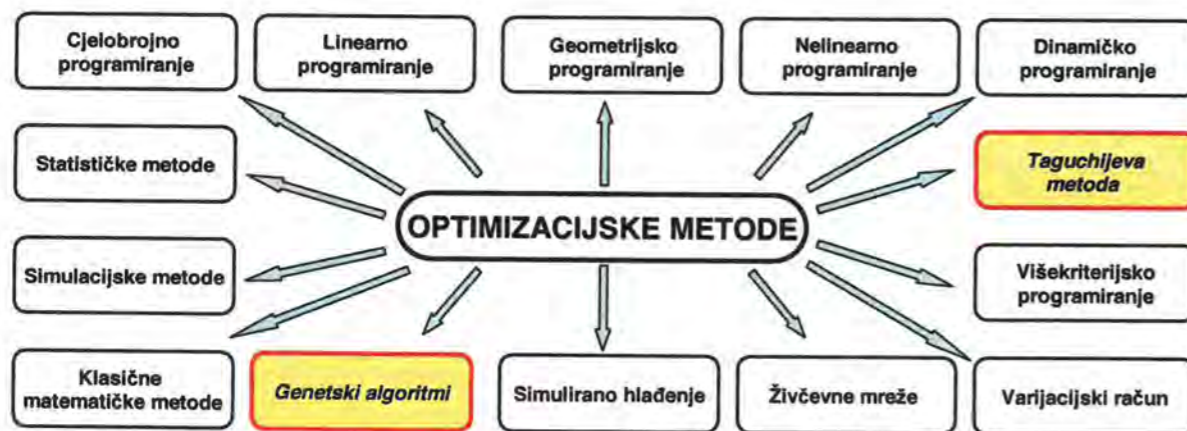 Cjelobrojno
programiranje
Linearno
programiranje
Geometrijsko
programiranje
Nelinearno
programiranje
Dinamičko
programiranje
Statističke metode
Taguchijeva
metoda
OPTIMIZACIJSKE METODE
Simulacijske metode
Višekriterijsko
programiranje
Klasične
matematičke metode
Genetski algoritmi
Simulirano hlađenje
Živčevne mreže
Varijacijski račun